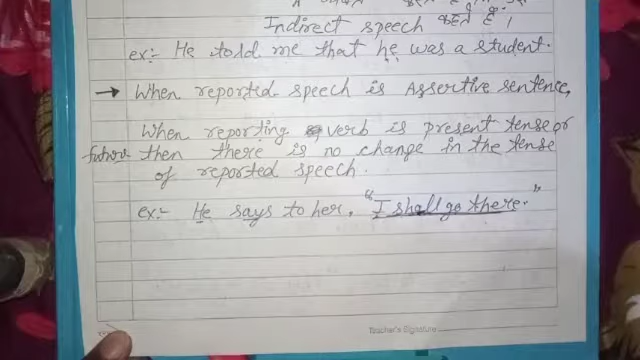 Indirect speech कहते हैं ।
ex:- He told me that he was a student.
→ When reported speech is Assertive sentence,
When reporting verb is present tense or
future then there is no change in the tense
of reported speech.
ex:- He says to her, "I shall go there."
Teacher's Signature